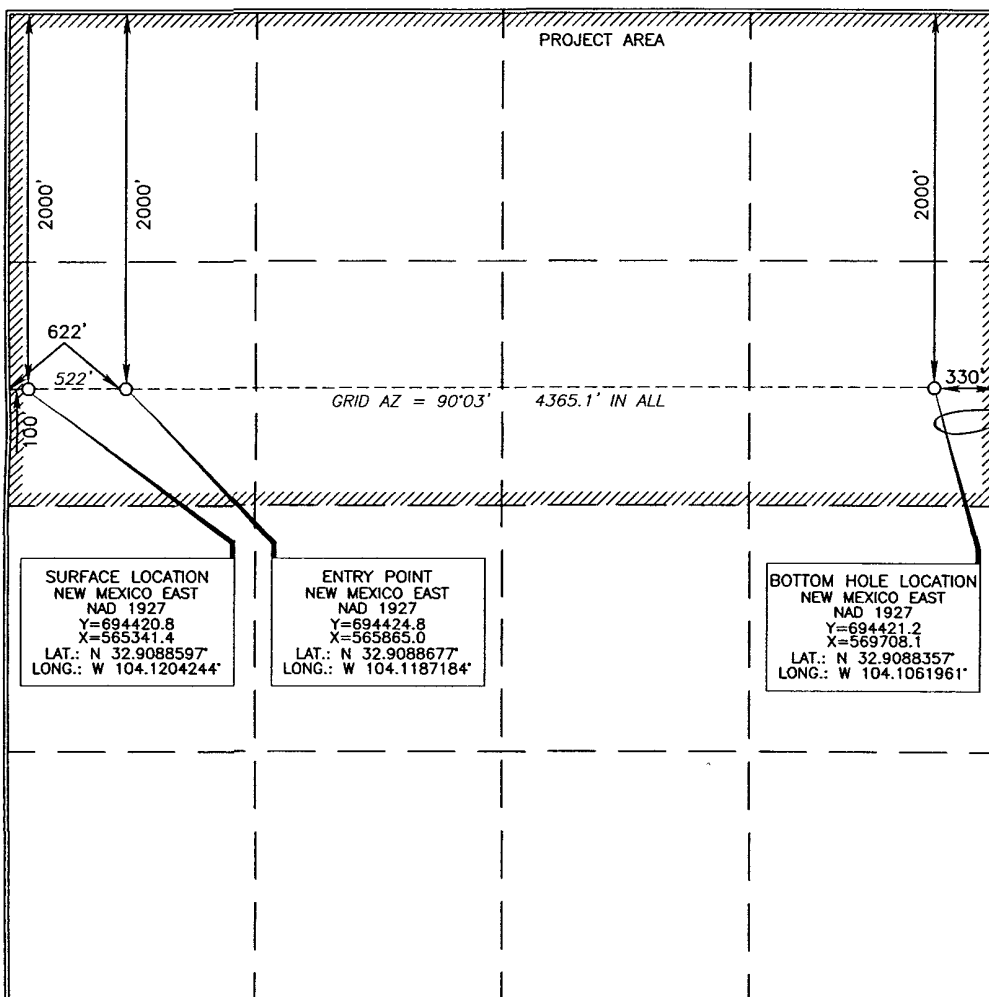 PROJECT AREA
2000'
2000'
2000'
622'
522'
330'
GRID AZ = 90°03' 4365.1' IN ALL
100
SURFACE LOCATION
NEW MEXICO EAST
NAD 1927
Y=694420.8
X=565341.4
LAT.: N 32.9088597°
LONG.: W 104.1204244°
ENTRY POINT
NEW MEXICO EAST
NAD 1927
Y=694424.8
X=565865.0
LAT.: N 32.9088677°
LONG.: W 104.1187184°
BOTTOM HOLE LOCATION
NEW MEXICO EAST
NAD 1927
Y=694421.2
X=569708.1
LAT.: N 32.9088357°
LONG.: W 104.1061961°